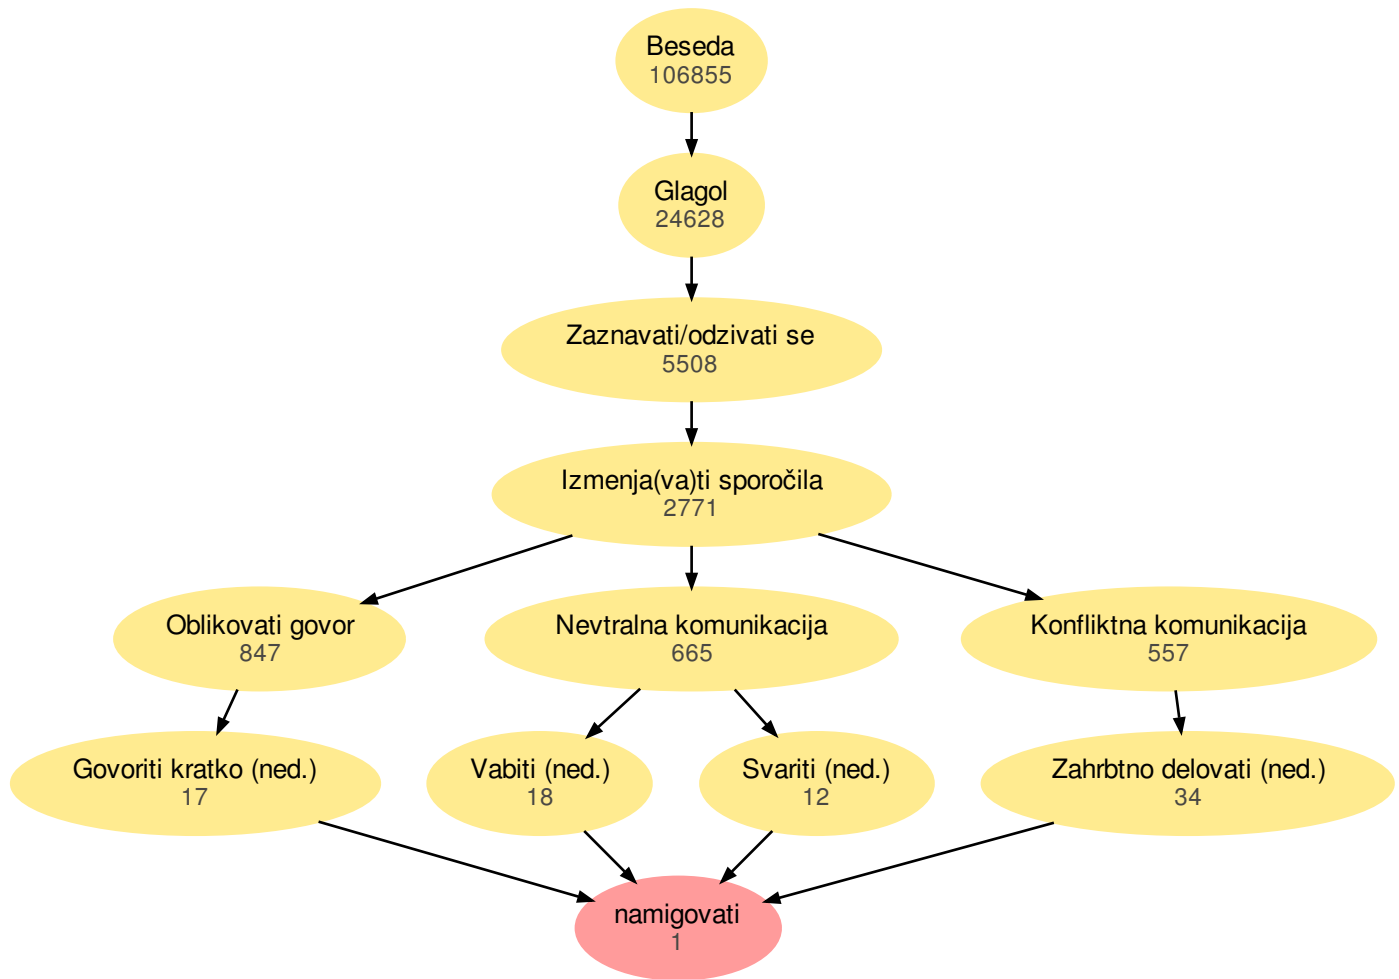 Beseda
106855
Glagol
24628
Zaznavati/odzivati se
5508
Izmenja(va)ti sporočila
2771
Oblikovati govor
847
Nevtralna komunikacija
665
Konfliktna komunikacija
557
Govoriti kratko (ned.)
17
Vabiti (ned.)
18
Svariti (ned.)
12
Zahrbtno delovati (ned.)
34
namigovati
1